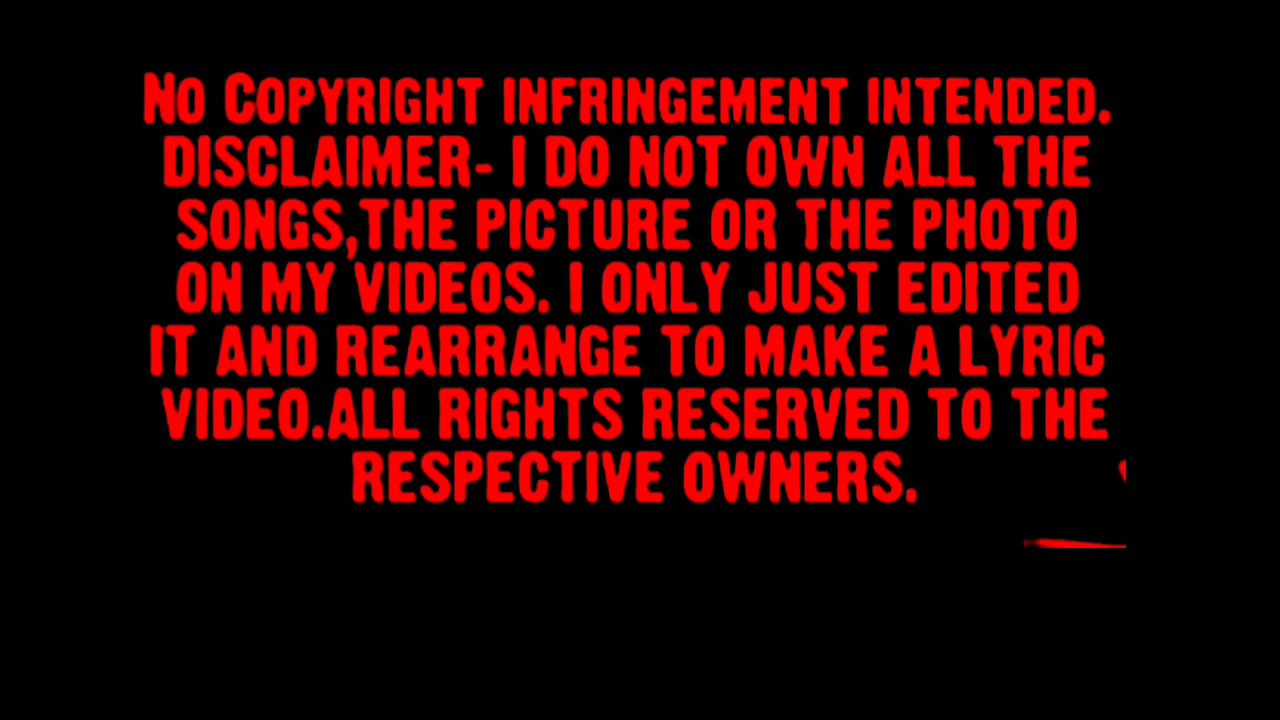 No Copyright infringement intended.
DISCLAIMER- I DO NOT OWN ALL THE
SONGS,THE PICTURE OR THE PHOTO
ON MY VIDEOS. I ONLY JUST EDITED
IT AND REARRANGE TO MAKE A LYRIC
VIDEO.ALL RIGHTS RESERVED TO THE
RESPECTIVE OWNERS.